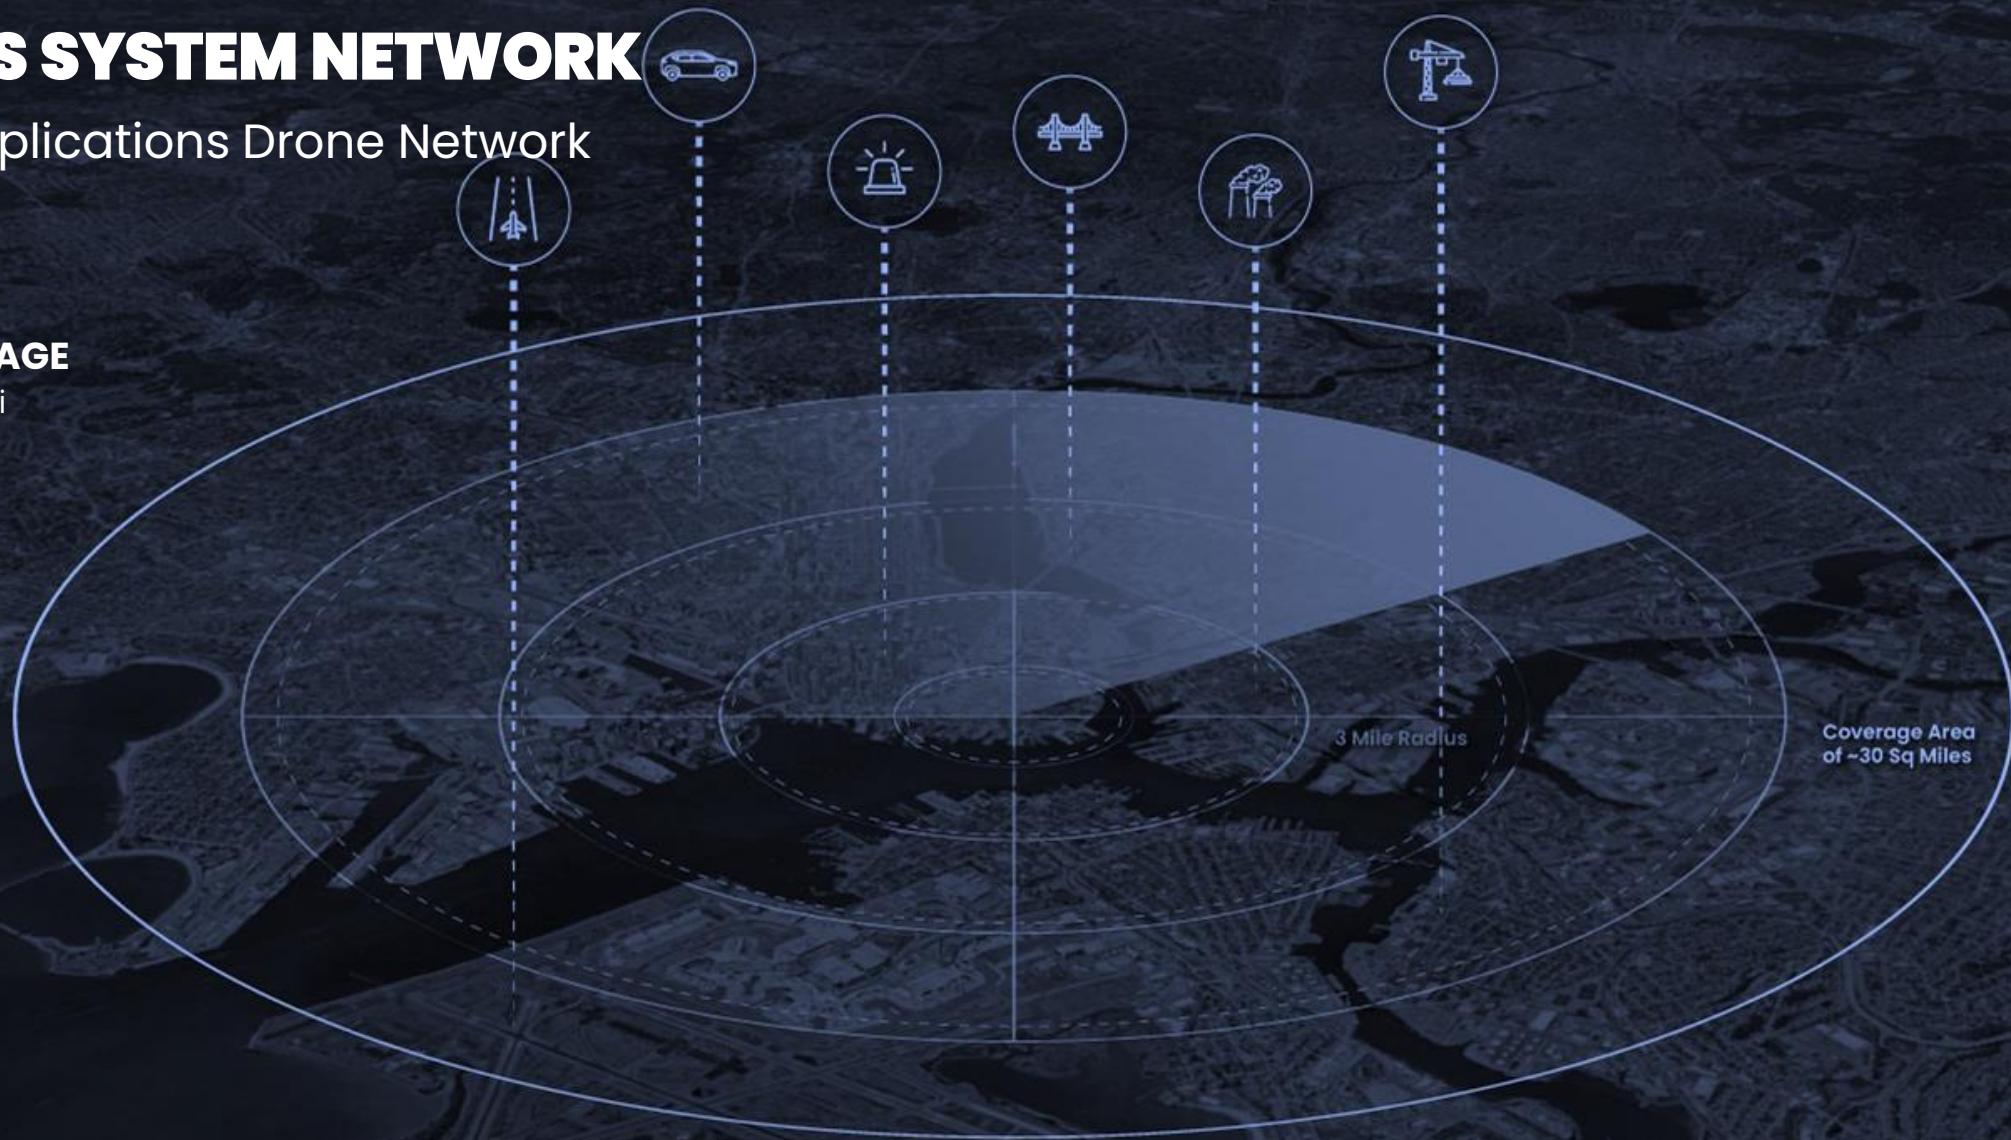 S SYSTEM NETWORK
plications Drone Network
AGE
i
3 Mile Radius
Coverage Area
of ~30 Sq Miles